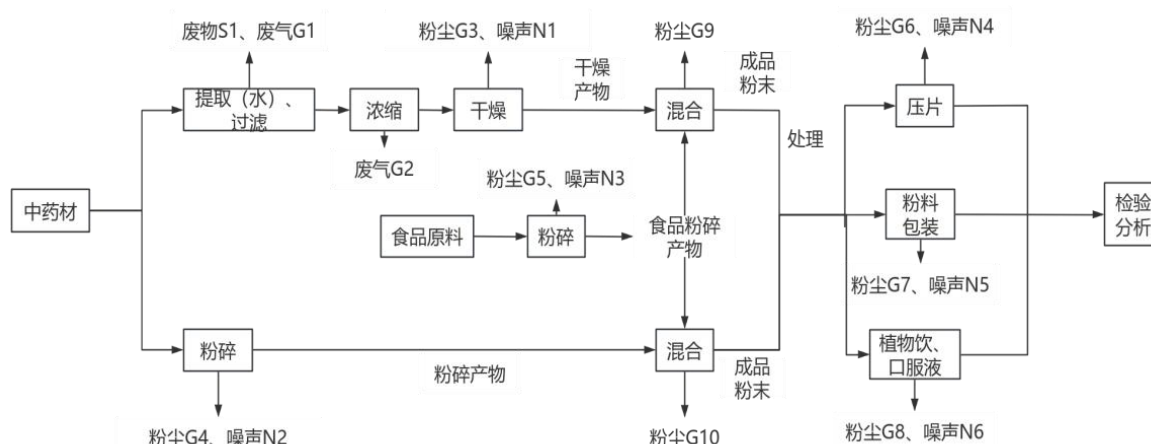 废物S1、废气G1
粉尘G3、噪声N1
粉尘G9
粉尘G6、噪声N4
干燥
产物
成品
粉末
提取（水）、
过滤
浓缩
干燥
混合
压片
处理
废气G2
粉尘G5、噪声N3
中药材
食品原料
粉碎
食品粉碎
产物
粉料
包装
检验
分析
粉尘G7、噪声N5
粉碎
粉碎产物
混合
成品
粉末
植物饮、
口服液
粉尘G4、噪声N2
粉尘G10
粉尘G8、噪声N6